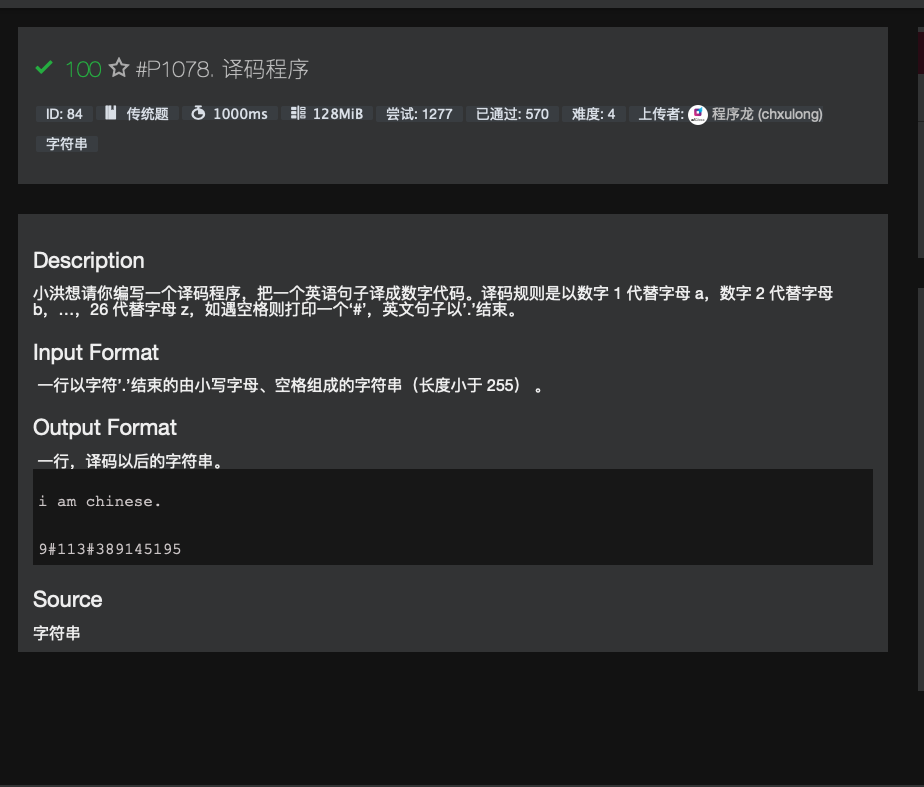 100 #P1078. 译码程序
ID: 84 传统题 1000ms 128MiB 尝试: 1277 已通过: 570 难度: 4 上传者: 程序龙 (chxulong)
字符串
Description
小洪想请你编写一个译码程序，把一个英语句子译成数字代码。译码规则是以数字 1 代替字母 a，数字 2 代替字母
b，…，26 代替字母 z，如遇空格则打印一个‘#’，英文句子以’.’结束。
Input Format
一行以字符’.’结束的由小写字母、空格组成的字符串（长度小于 255） 。
Output Format
一行，译码以后的字符串。
i am chinese.
9#113#389145195
Source
字符串